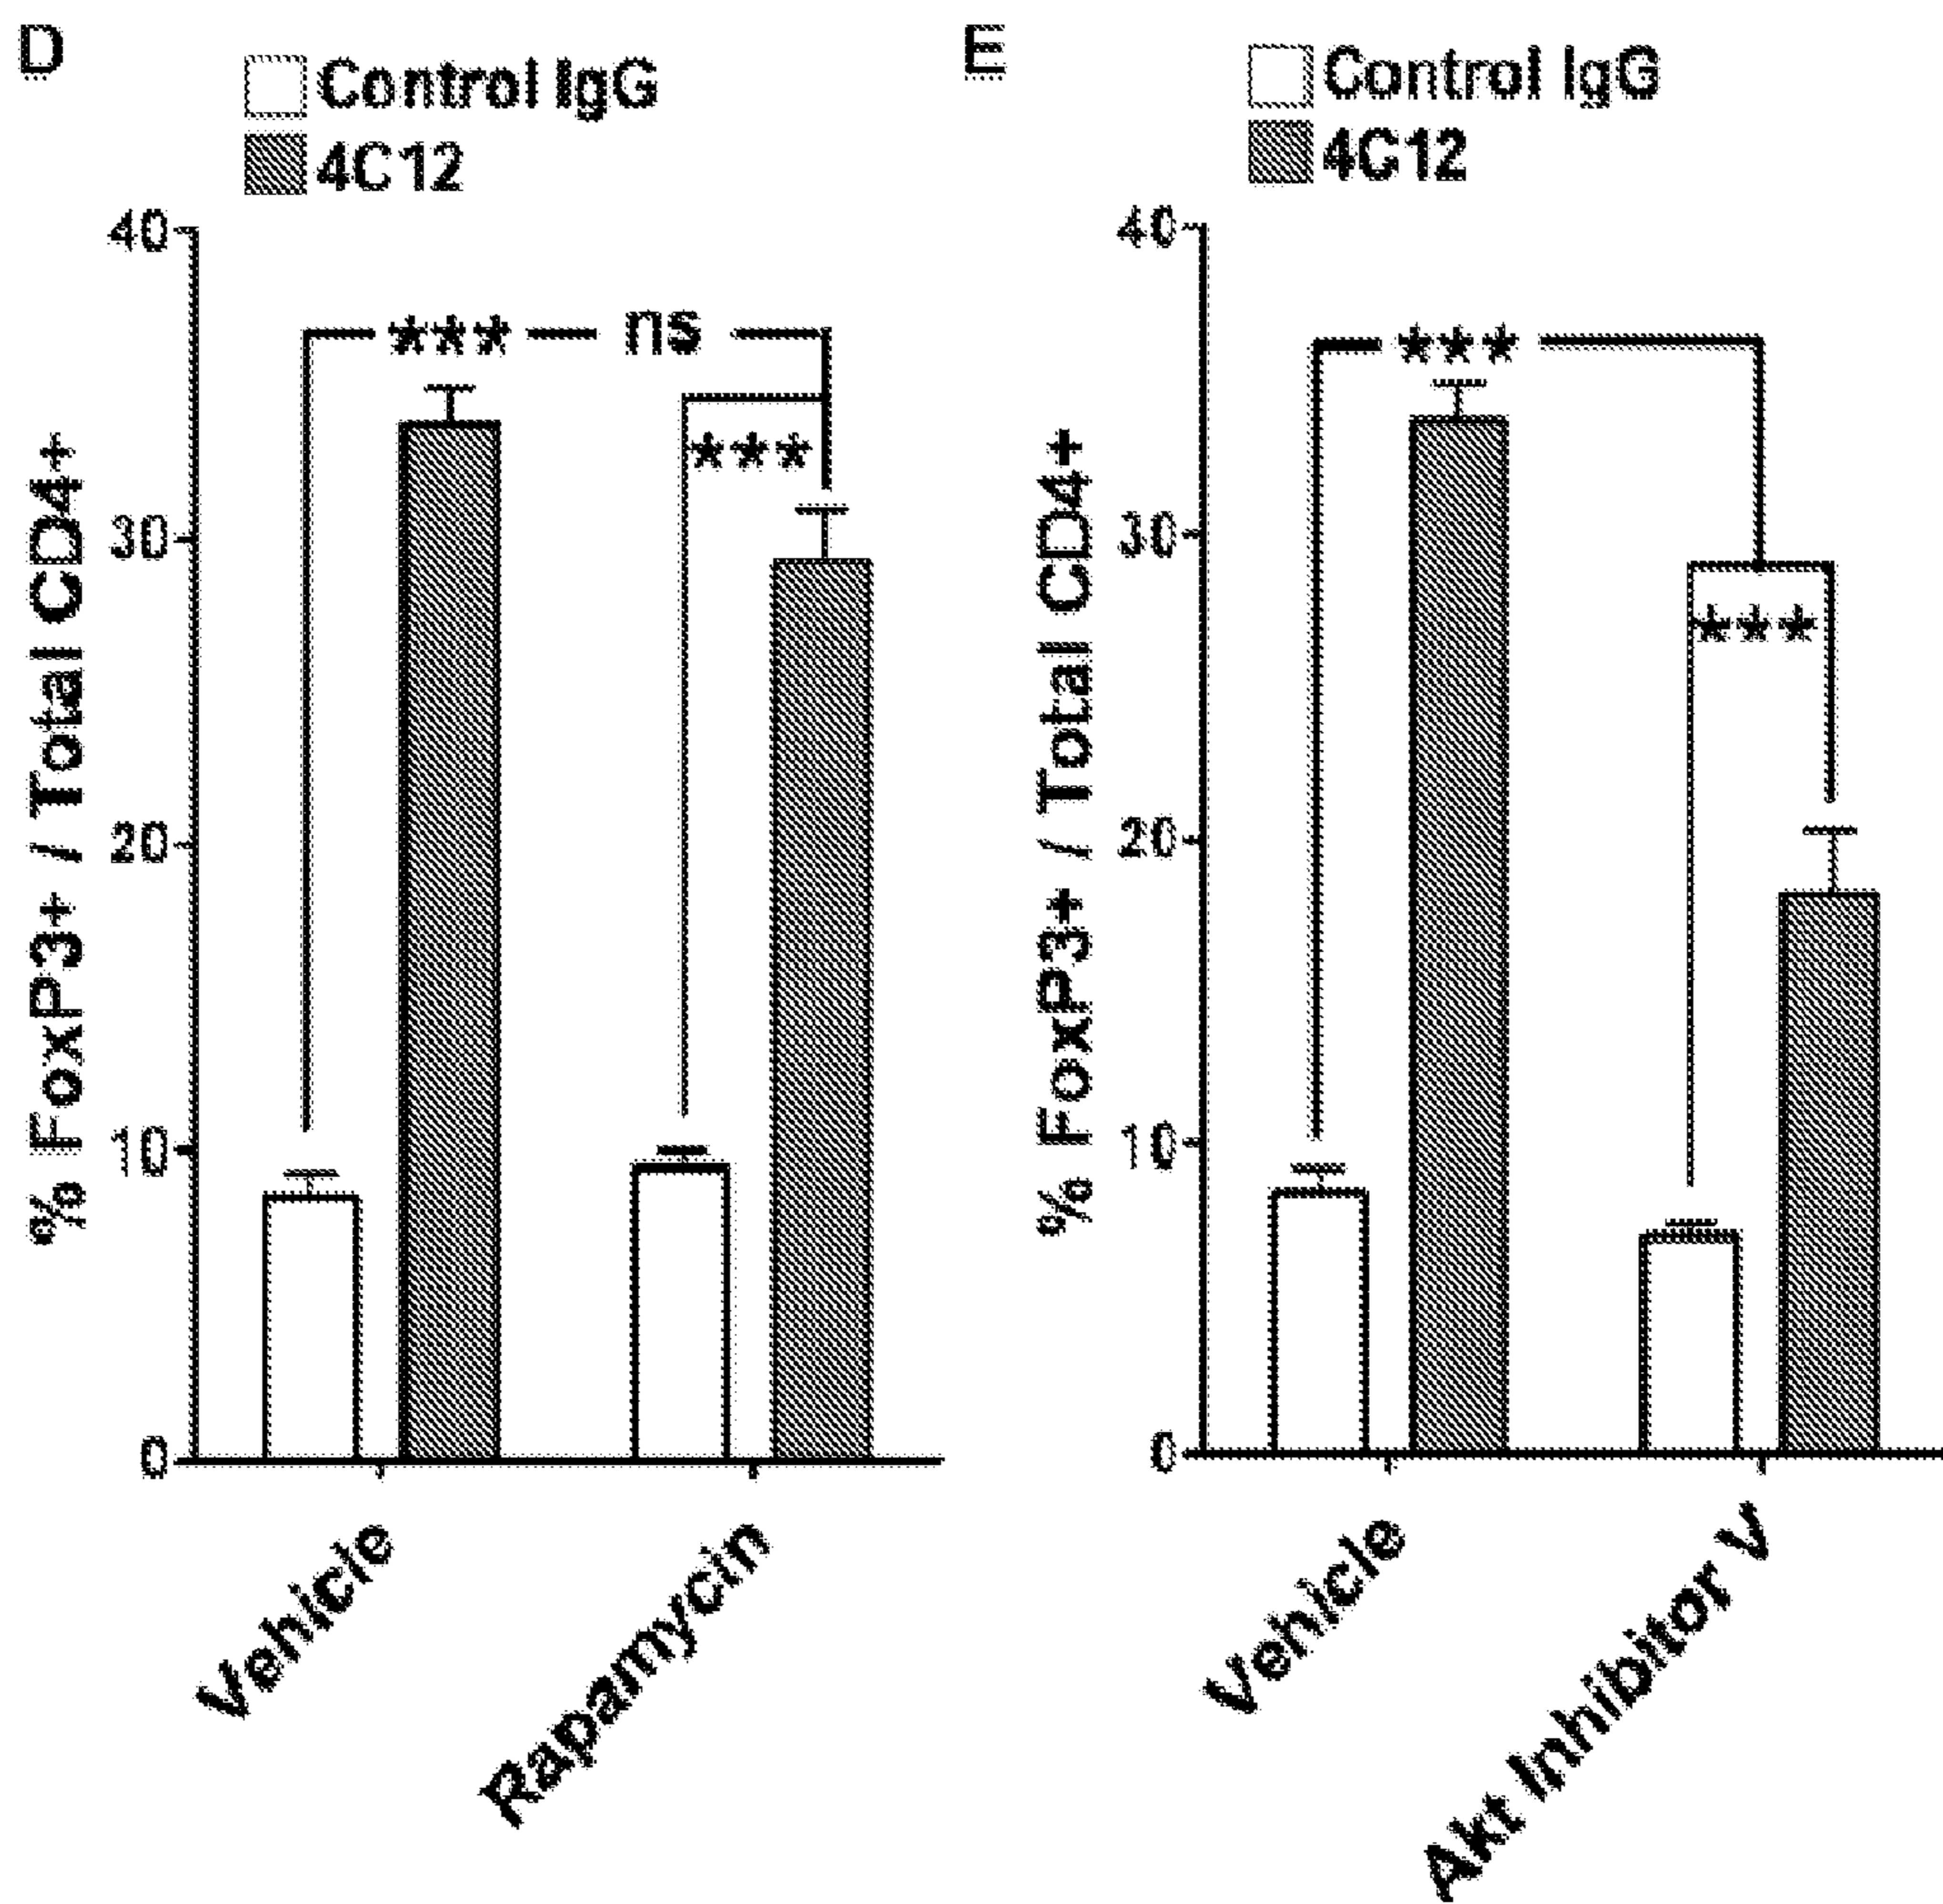 D
Control IgG
4C12
% FoxP3+ / Total CD4+
40
30
20
10
0
*** ns
***
Vehicle
Rapamycin
E
Control IgG
4C12
% FoxP3+ / Total CD4+
40
30
20
10
0
***
***
Vehicle
Akt Inhibitor V